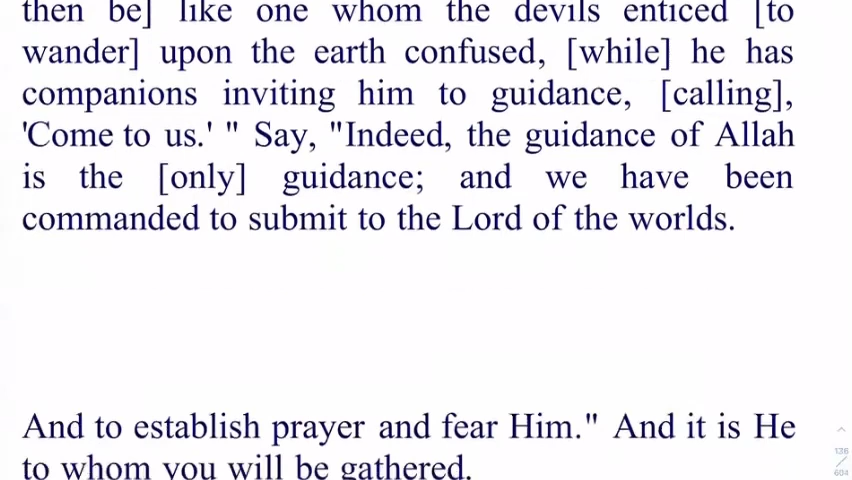 then be] like one whom the devils enticed [to
wander] upon the earth confused, [while] he has
companions inviting him to guidance, [calling],
'Come to us.' " Say, "Indeed, the guidance of Allah
is the [only] guidance; and we have been
commanded to submit to the Lord of the worlds.
And to establish prayer and fear Him." And it is He
to whom you will be gathered.
136
/
604